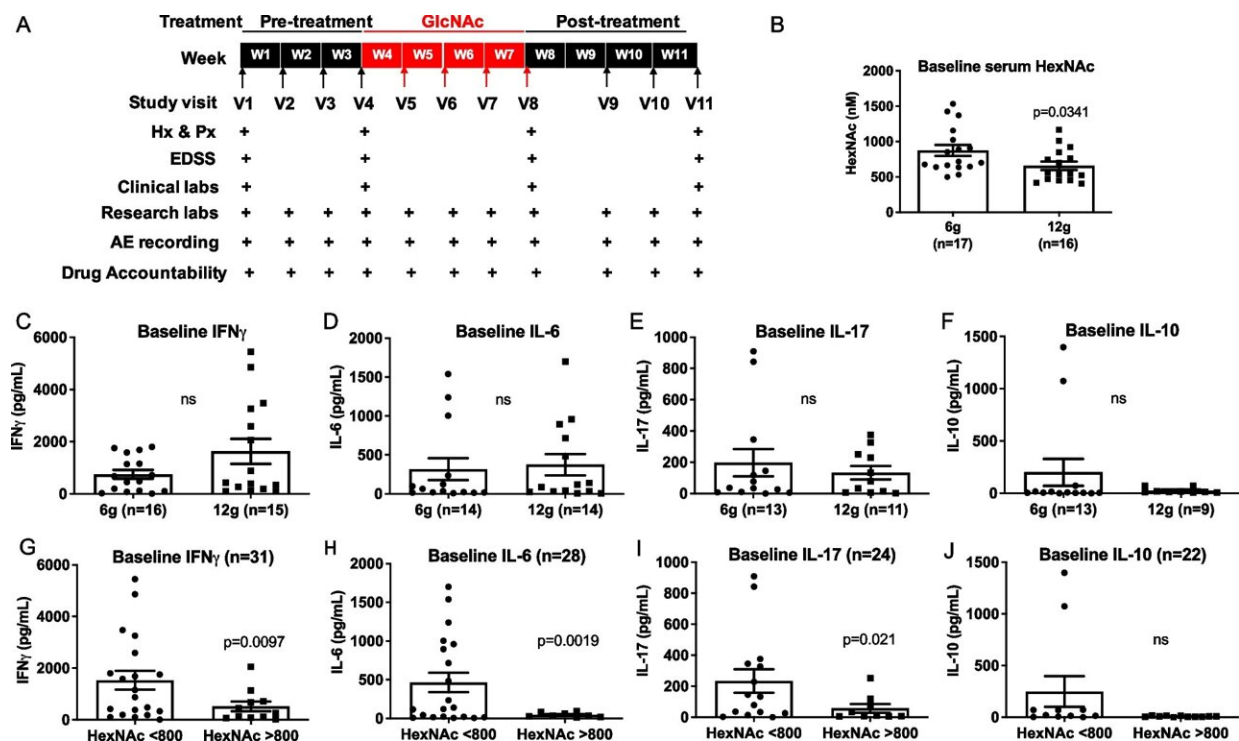 A
Treatment Pre-treatment GlcNAc Post-treatment
Week W1 W2 W3 W4 W5 W6 W7 W8 W9 W10 W11
Study visit V1 V2 V3 V4 V5 V6 V7 V8 V9 V10 V11
Hx & Px + + + +
EDSS + + + +
Clinical labs + + + +
Research labs + + + + + + + + + + +
AE recording + + + + + + + + + + +
Drug Accountability + + + + + + + + + + +
B
Baseline serum HexNAc
HexNAc (nM)
2000
1500
1000
500
0
p=0.0341
6g 12g
(n=17) (n=16)
C
Baseline IFNγ
IFNγ (pg/mL)
6000
4000
2000
0
ns
6g (n=16) 12g (n=15)
D
Baseline IL-6
IL-6 (pg/mL)
2000
1500
1000
500
0
ns
6g (n=14) 12g (n=14)
E
Baseline IL-17
IL-17 (pg/mL)
1000
800
600
400
200
0
ns
6g (n=13) 12g (n=11)
F
Baseline IL-10
IL-10 (pg/mL)
1500
1000
500
0
ns
6g (n=13) 12g (n=9)
G
Baseline IFNγ (n=31)
IFNγ (pg/mL)
6000
4000
2000
0
p=0.0097
HexNAc <800 HexNAc >800
H
Baseline IL-6 (n=28)
IL-6 (pg/mL)
2000
1500
1000
500
0
p=0.0019
HexNAc <800 HexNAc >800
I
Baseline IL-17 (n=24)
IL-17 (pg/mL)
1000
800
600
400
200
0
p=0.021
HexNAc <800 HexNAc >800
J
Baseline IL-10 (n=22)
IL-10 (pg/mL)
1500
1000
500
0
ns
HexNAc <800 HexNAc >800